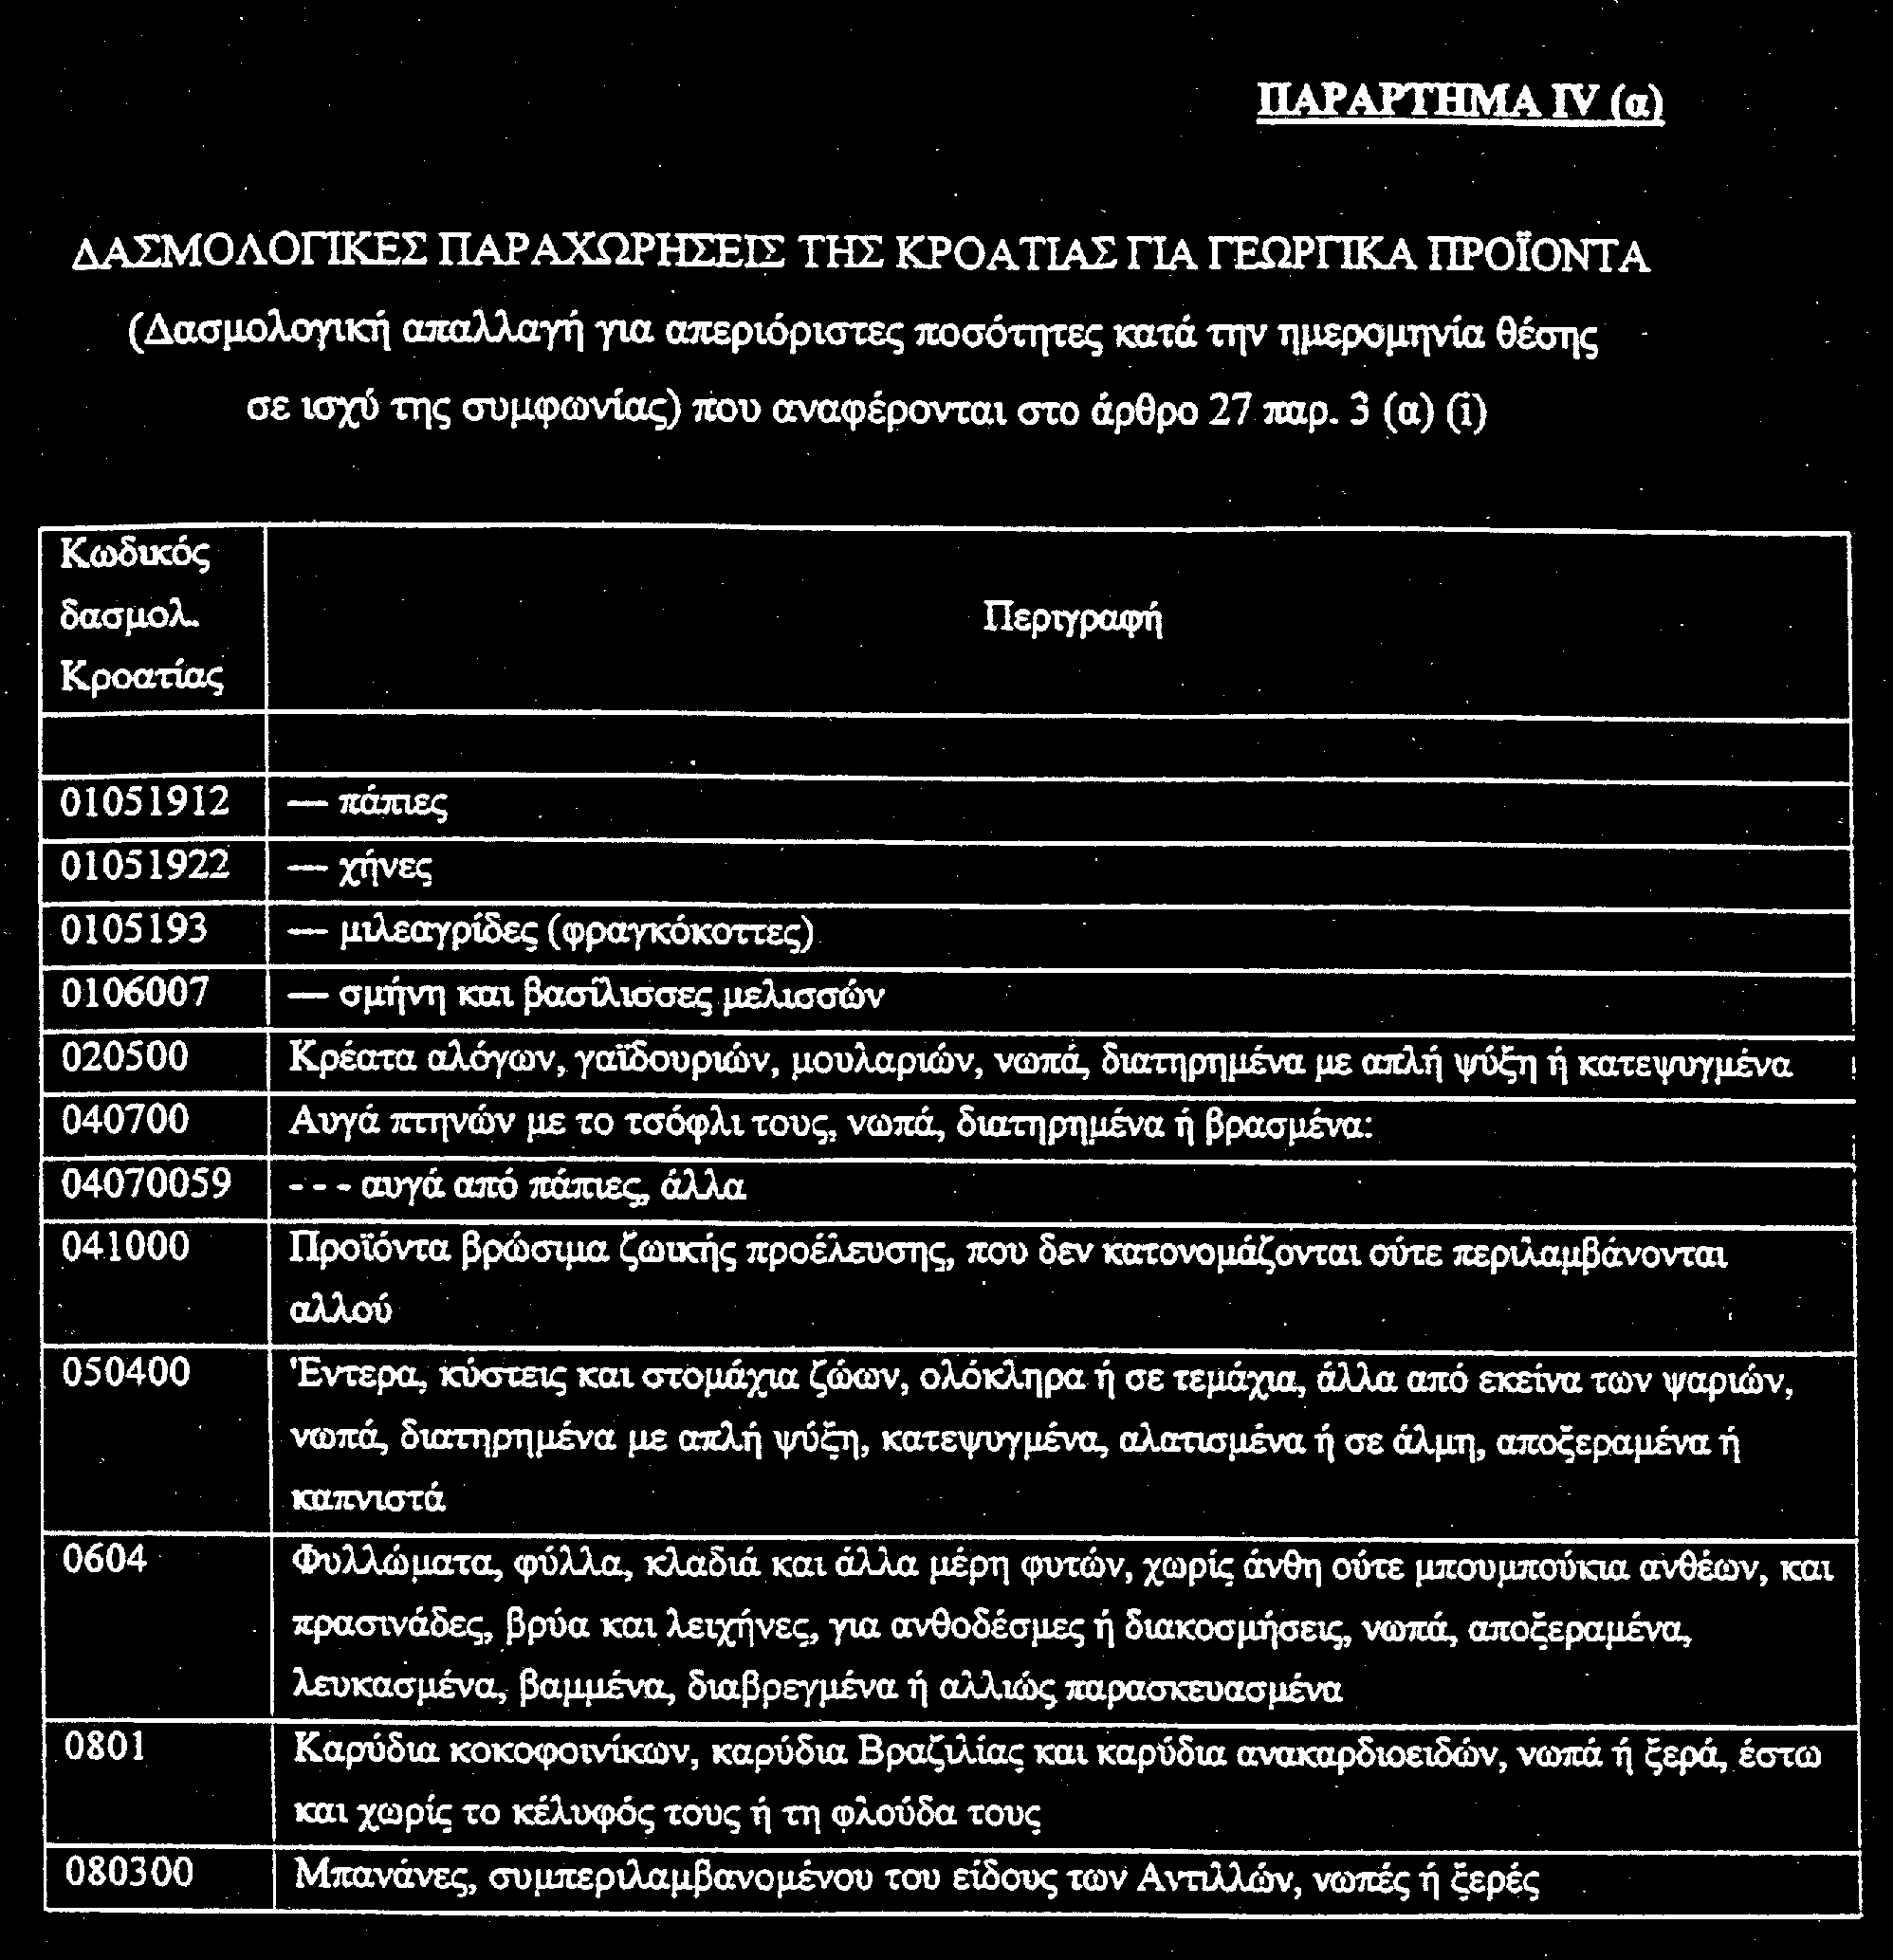 ΠΑΡΑΡΤΗΜΑ IV (α)
ΔΑΣΜΟΛΟΓΙΚΕΣ ΠΑΡΑΧΩΡΗΣΕΙΣ ΤΗΣ ΚΡΟΑΤΙΑΣ ΓΙΑ ΓΕΩΡΓΙΚΑ ΠΡΟΪΟΝΤΑ
(Δασμολογική απαλλαγή για απεριόριστες ποσότητες κατά την ημερομηνία θέσης
σε ισχύ της συμφωνίας) που αναφέρονται στο άρθρο 27 παρ. 3 (α) (i)
Κωδικός
δασμολ.
Κροατίας
Περιγραφή
01051912 — πάπιες
01051922 — χήνες
0105193 — μιλεαγρίδες (φραγκόκοττες)
0106007 — σμήνη και βασίλισσες μελισσών
020500 Κρέατα αλόγων, γαϊδουριών, μουλαριών, νωπά, διατηρημένα με απλή ψύξη ή κατεψυγμένα
040700 Αυγά πτηνών με το τσόφλι τους, νωπά, διατηρημένα ή βρασμένα:
04070059 - - - αυγά από πάπιες, άλλα
041000 Προϊόντα βρώσιμα ζωικής προέλευσης, που δεν κατονομάζονται ούτε περιλαμβάνονται
αλλού
050400 Έντερα, κύστεις και στομάχια ζώων, ολόκληρα ή σε τεμάχια, άλλα από εκείνα των ψαριών,
νωπά, διατηρημένα με απλή ψύξη, κατεψυγμένα, αλατισμένα ή σε άλμη, αποξεραμένα ή
καπνιστά
0604 Φυλλώματα, φύλλα, κλαδιά και άλλα μέρη φυτών, χωρίς άνθη ούτε μπουμπούκια ανθέων, και
πρασινάδες, βρύα και λειχήνες, για ανθοδέσμες ή διακοσμήσεις, νωπά, αποξεραμένα,
λευκασμένα, βαμμένα, διαβρεγμένα ή αλλιώς παρασκευασμένα
0801 Καρύδια κοκοφοινίκων, καρύδια Βραζιλίας και καρύδια ανακαρδιοειδών, νωπά ή ξερά, έστω
και χωρίς το κέλυφός τους ή τη φλούδα τους
080300 Μπανάνες, συμπεριλαμβανομένου του είδους των Αντιλλών, νωπές ή ξερές